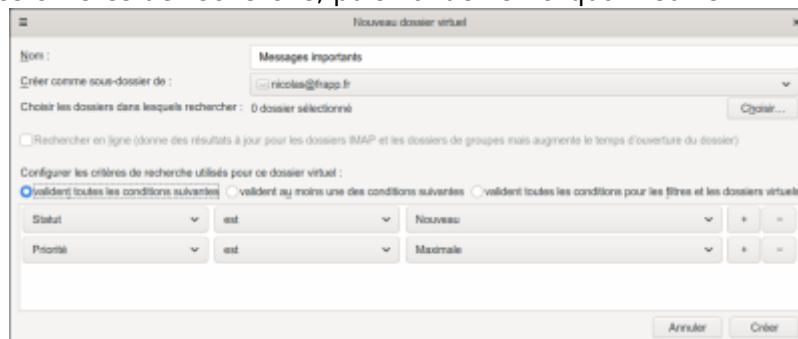 Nouveau dossier virtuel
Nom : Messages importants
Créer comme sous-dossier de : nicolas@frapp.fr
Choisir les dossiers dans lesquels rechercher : 0 dossier sélectionné Choisir...
Rechercher en ligne (donne des résultats à jour pour les dossiers IMAP et les dossiers de groupes mais augmente le temps d'ouverture du dossier)
Configurer les critères de recherche utilisés pour ce dossier virtuel :
valident toutes les conditions suivantes valident au moins une des conditions suivantes valident toutes les conditions pour les filtres et les dossiers virtuels
Statut est Nouveau + -
Priorité est Maximale + -
Annuler Créer